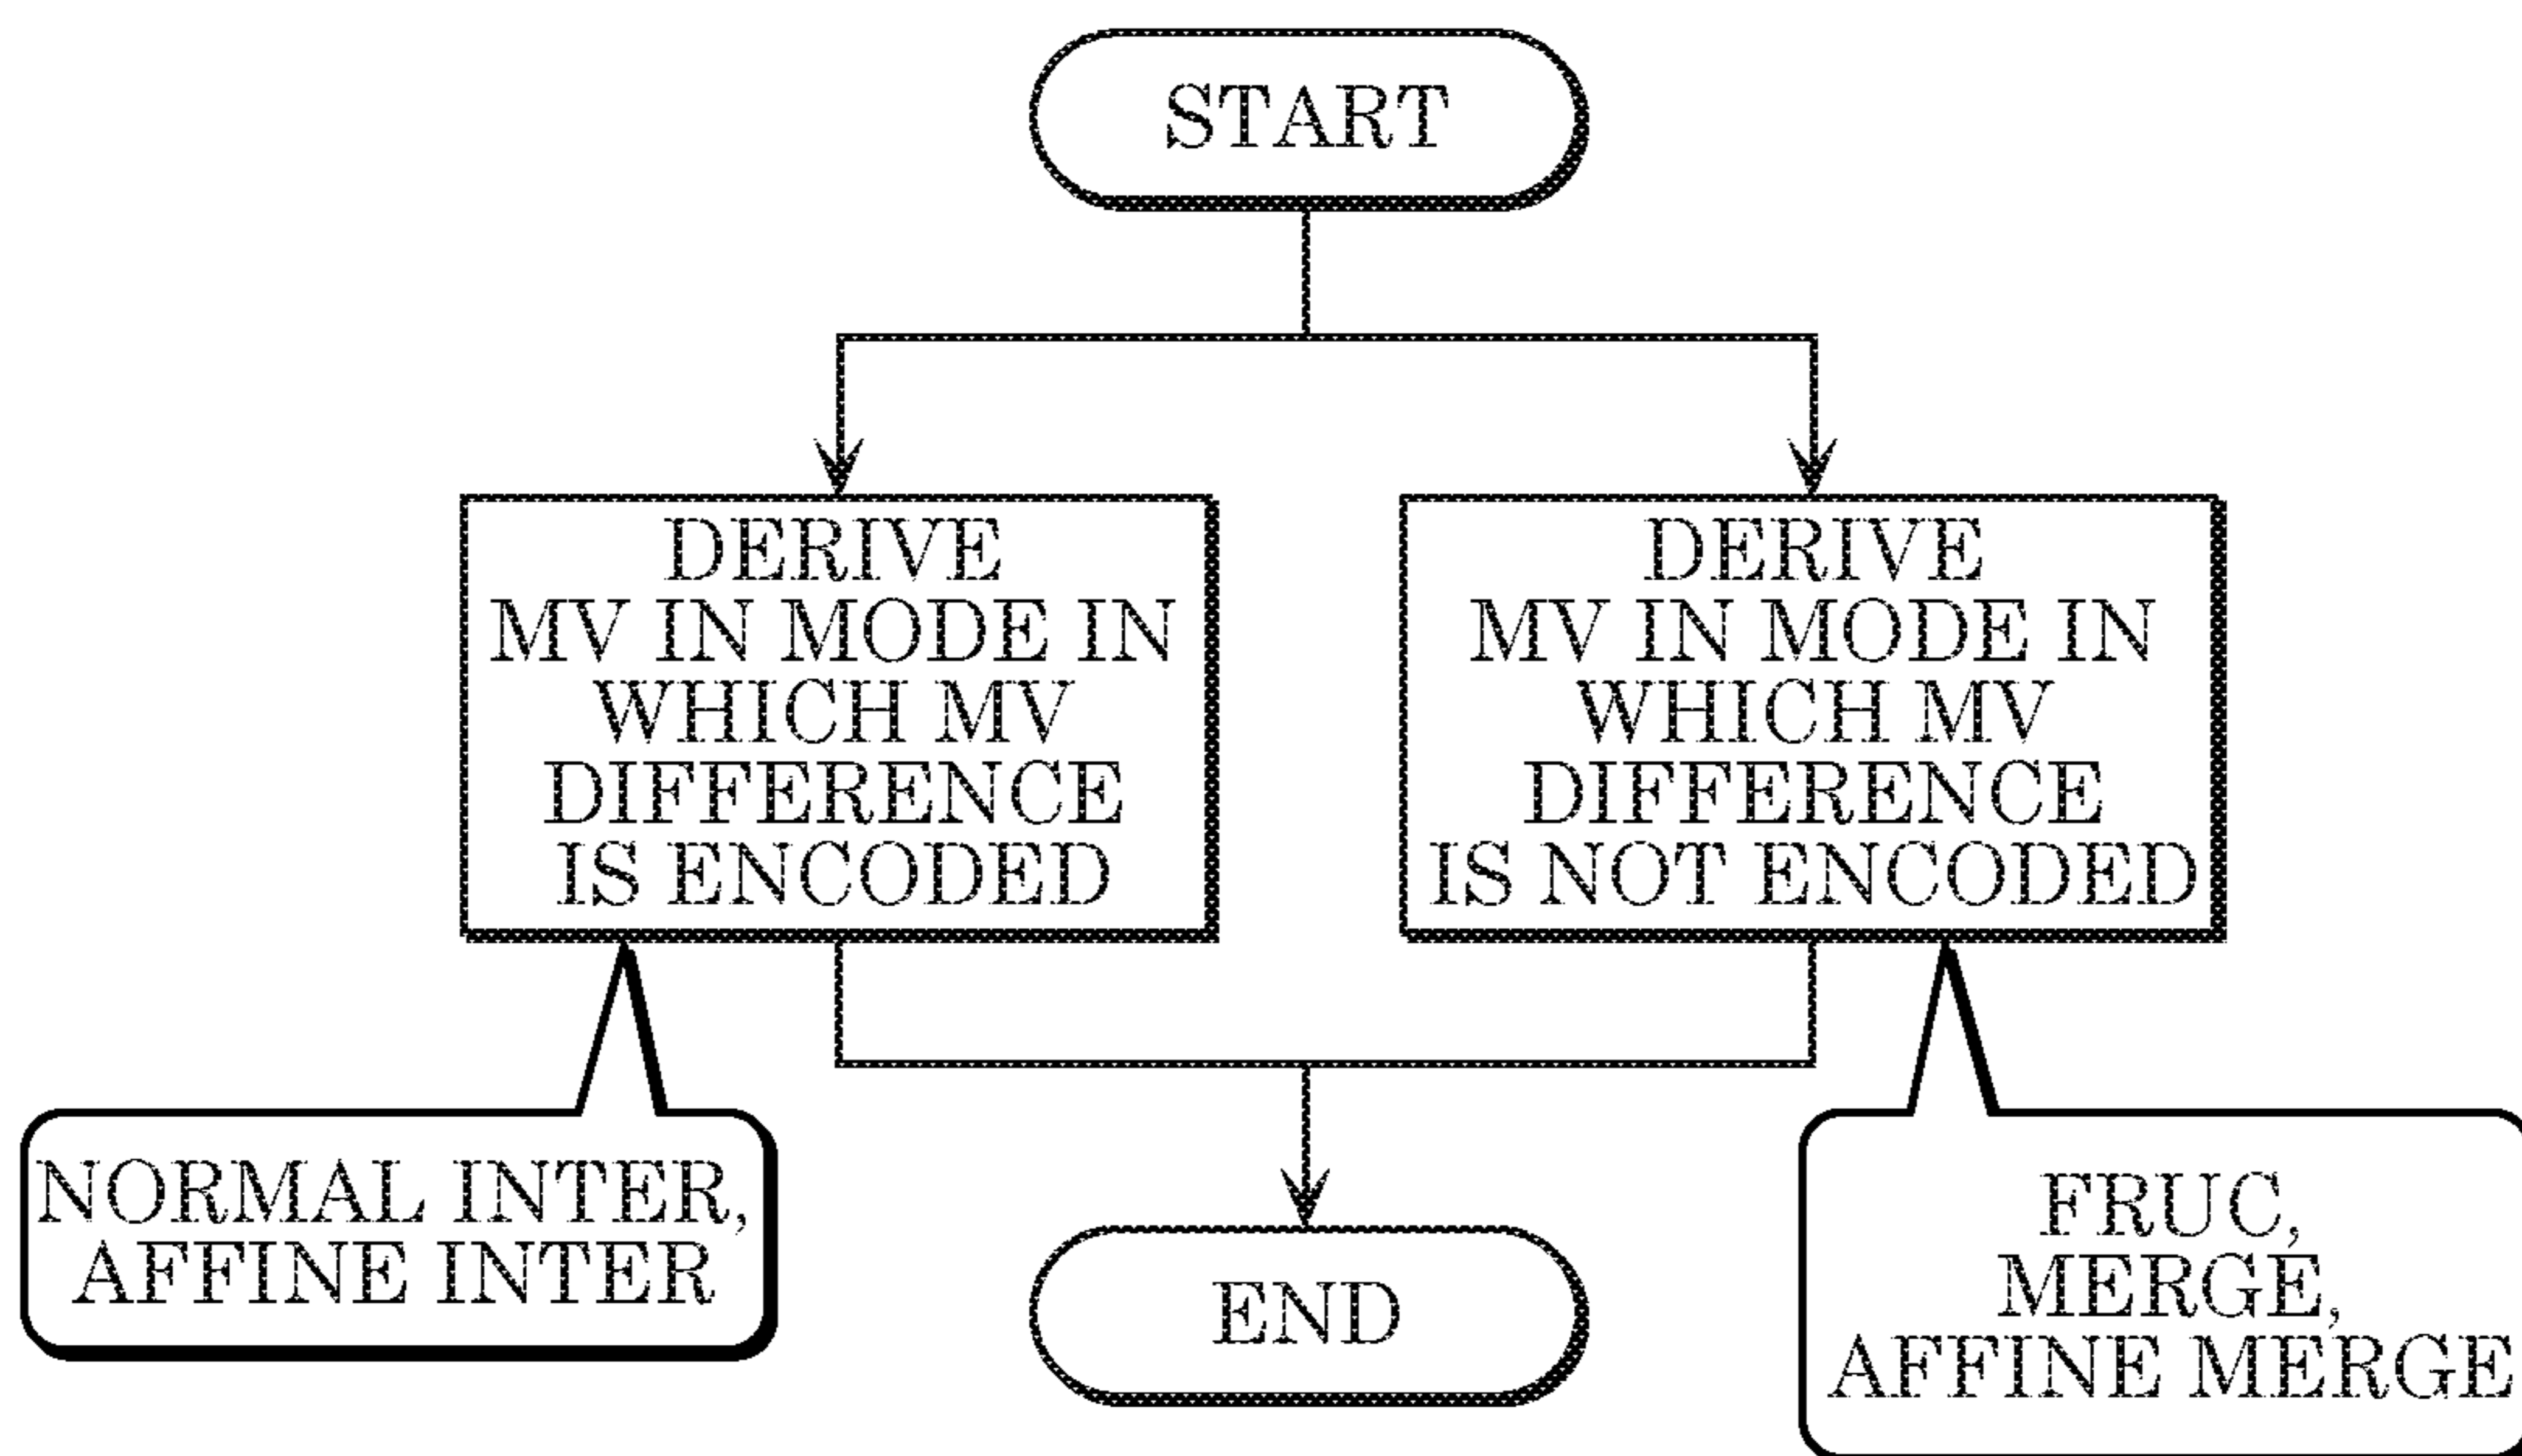 START
DERIVE
MV IN MODE IN
WHICH MV
DIFFERENCE
IS ENCODED
DERIVE
MV IN MODE IN
WHICH MV
DIFFERENCE
IS NOT ENCODED
NORMAL INTER,
AFFINE INTER
FRUC,
MERGE,
AFFINE MERGE
END